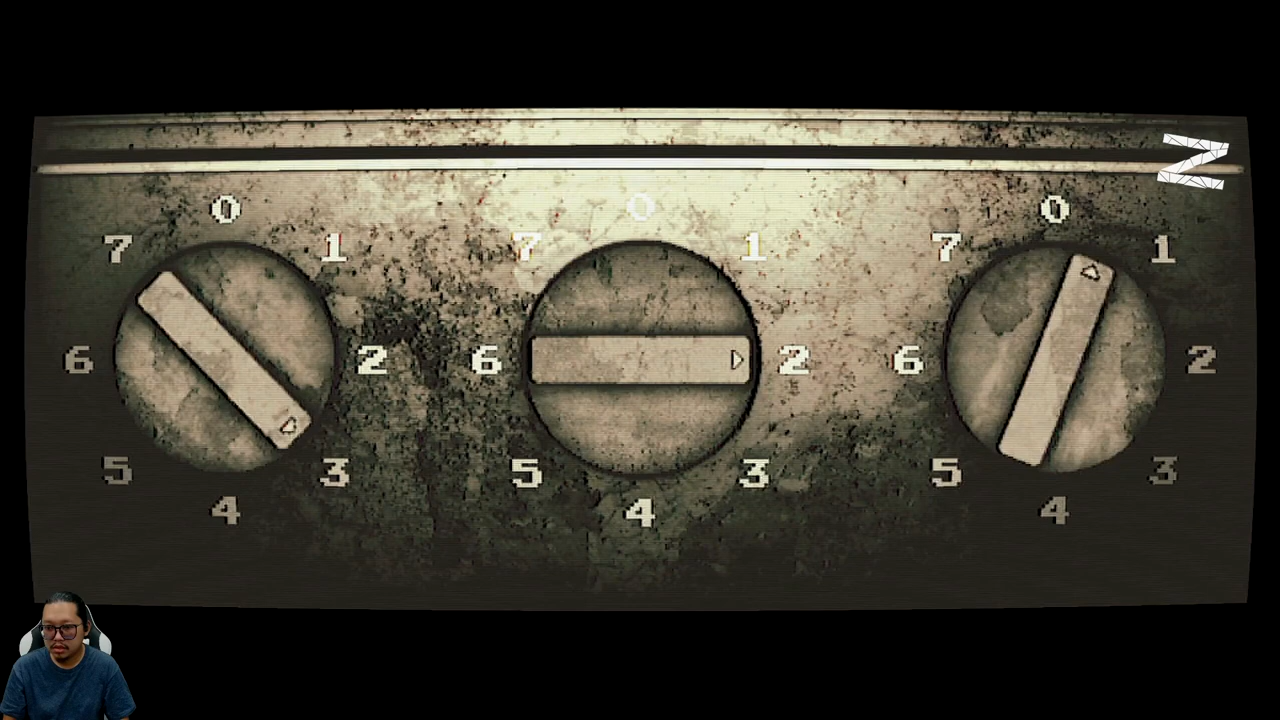 N
0 0 0
7 1 7 1 7 1
6 2 6 2 6 2
5 3 5 3 5 3
4 4 4